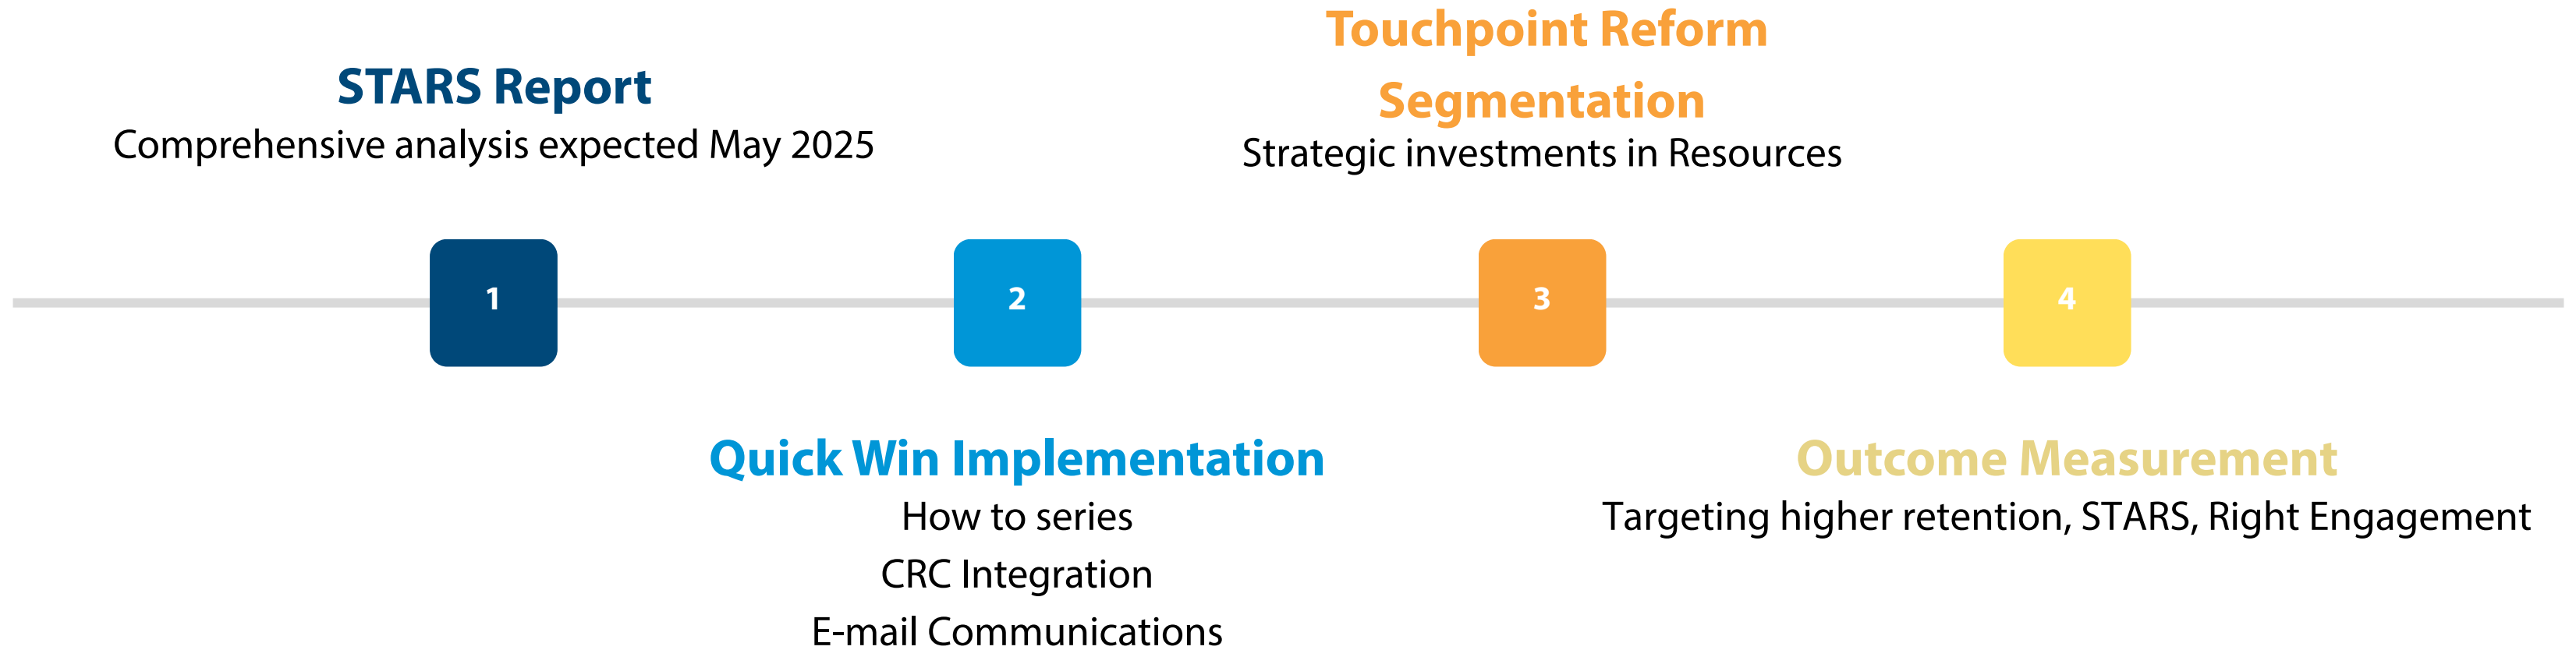 STARS Report
Comprehensive analysis expected May 2025
Touchpoint Reform
Segmentation
Strategic investments in Resources
1
2
3
4
Quick Win Implementation
How to series
CRC Integration
E-mail Communications
Outcome Measurement
Targeting higher retention, STARS, Right Engagement